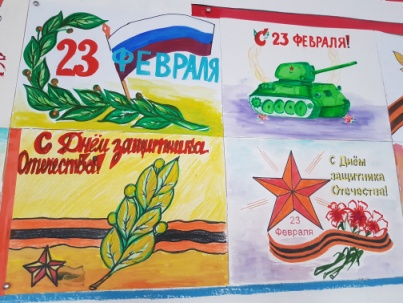 23
ФЕВРАЛЯ
С 23 ФЕВРАЛЯ!
С Днём защитника
Отечества!
С Днём
защитника
Отечества!
23
Февраля